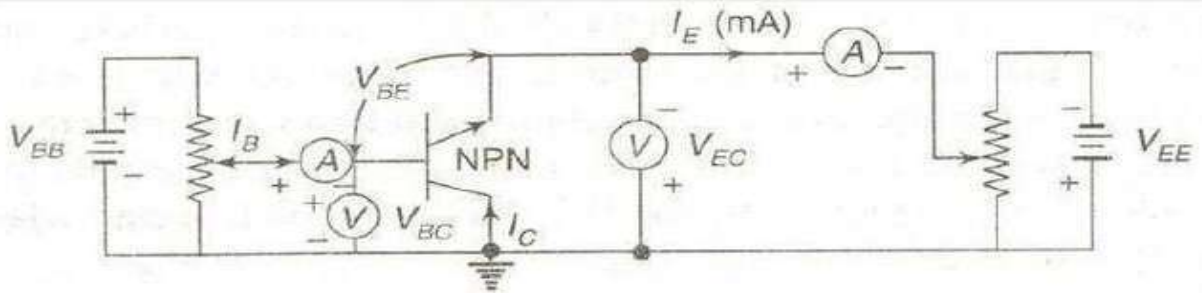 I_E (mA)
+ A −
V_BE
+ −
V_BB
−
I_B
+ A −
NPN
+ V −
V_BC
I_C
− V +
V_EC
− +
V_EE